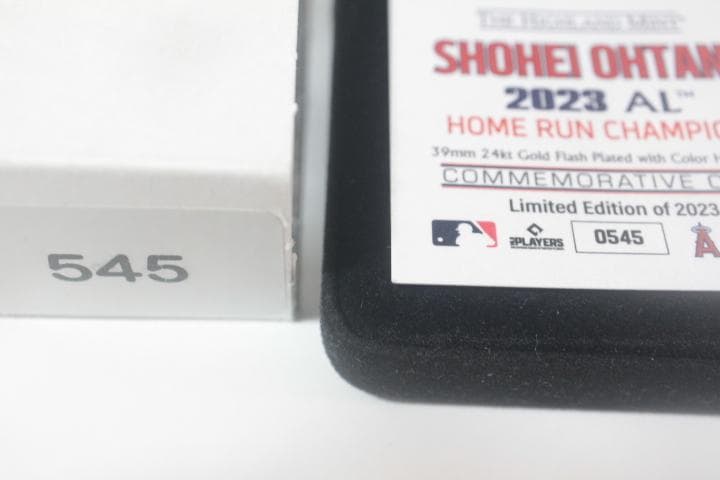 545
THE HIGHLAND MINT
SHOHEI OHTAN
2023 AL™
HOME RUN CHAMPIO
39mm 24kt Gold Flash Plated with Color
COMMEMORATIVE C
Limited Edition of 2023
PLAYERS
0545
A